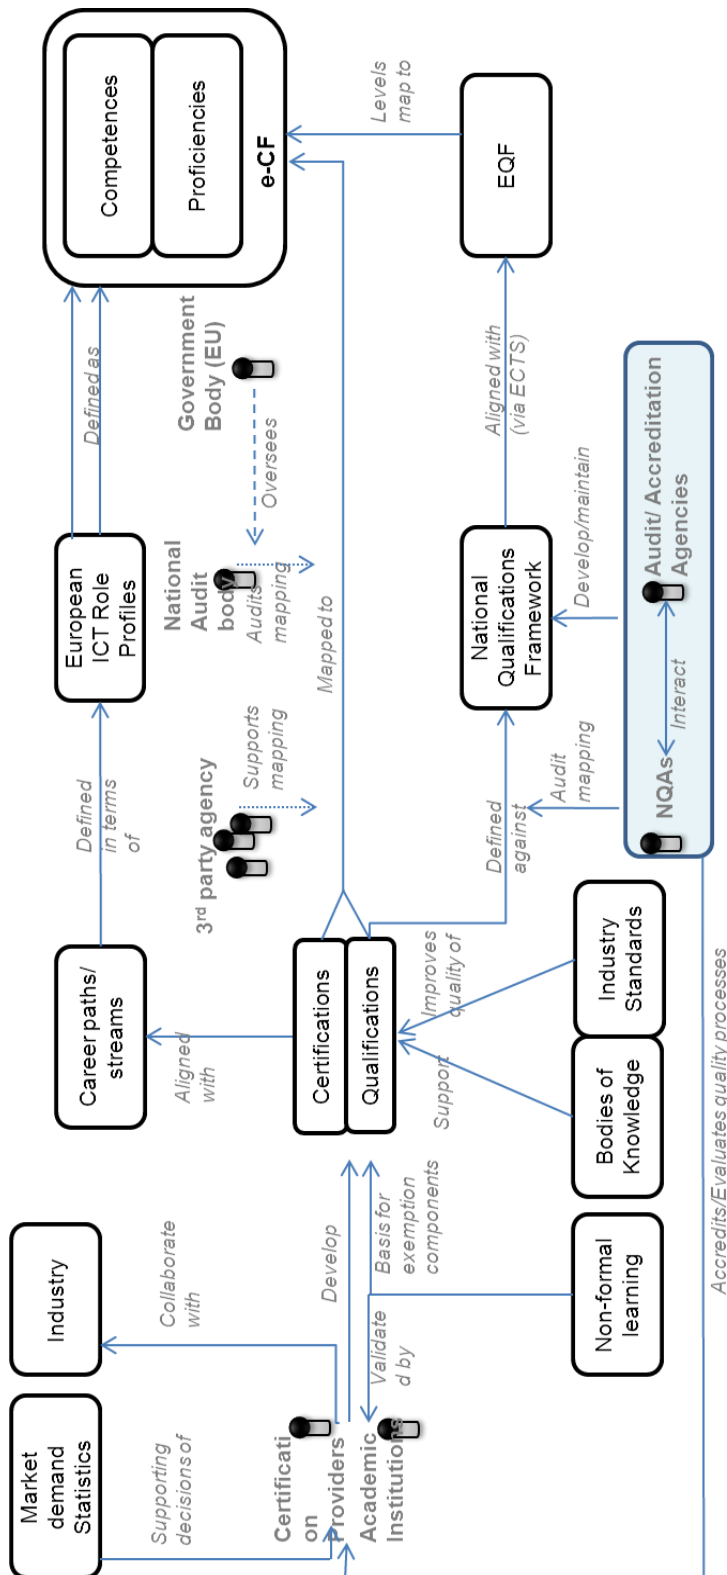 Market
demand
Statistics
Industry
Supporting
decisions of
Collaborate
with
Certificati
on
Providers
Academic
Institutions
Develop
Validate
d by
Basis for
exemption
components
Non-formal
learning
Career paths/
streams
Aligned
with
Certifications
Qualifications
Support
Improves
quality of
Bodies of
Knowledge
Industry
Standards
Defined
in terms
of
3rd party agency
Supports
mapping
Mapped to
Defined
against
Audit
mapping
European
ICT Role
Profiles
National
Audit
body
Audits
mapping
Oversees
Government
Body (EU)
Defined as
Competences
Proficiencies
e-CF
Levels
map to
EQF
Aligned with
(via ECTS)
National
Qualifications
Framework
Develop/maintain
NQAs
Interact
Audit/ Accreditation
Agencies
Accredits/Evaluates quality processes